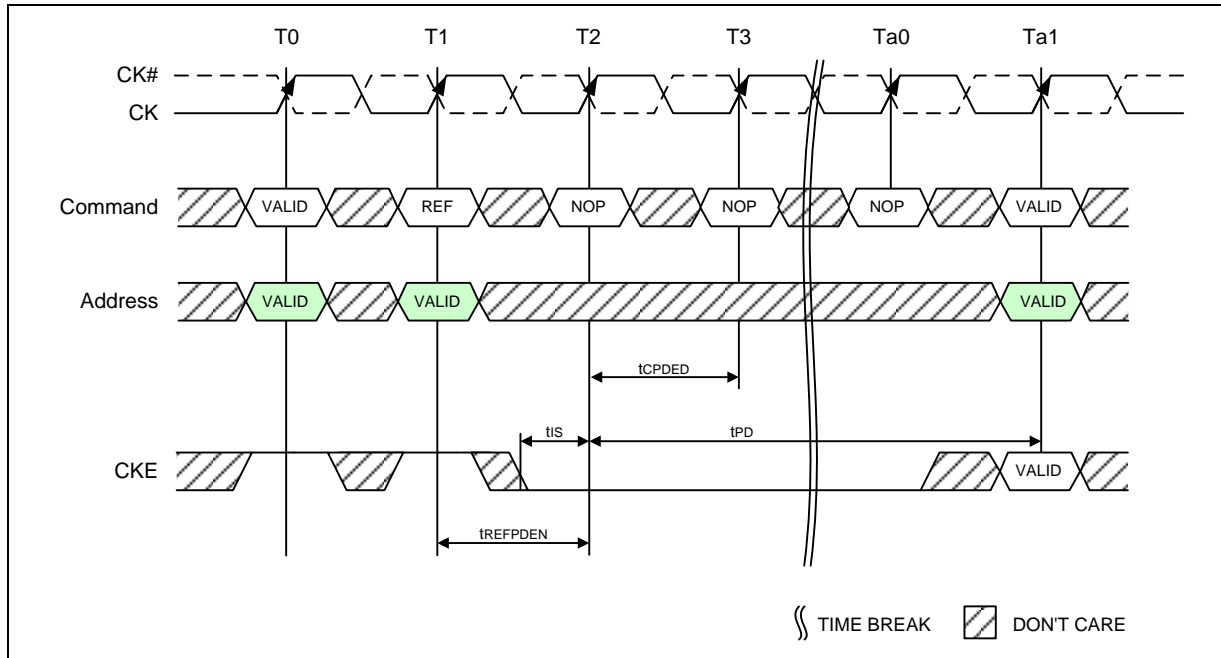 T0 T1 T2 T3 Ta0 Ta1
CK#
CK
Command VALID REF NOP NOP NOP VALID
Address VALID VALID VALID
tCPDED
tIS tPD
CKE VALID
tREFPDEN
TIME BREAK DON'T CARE